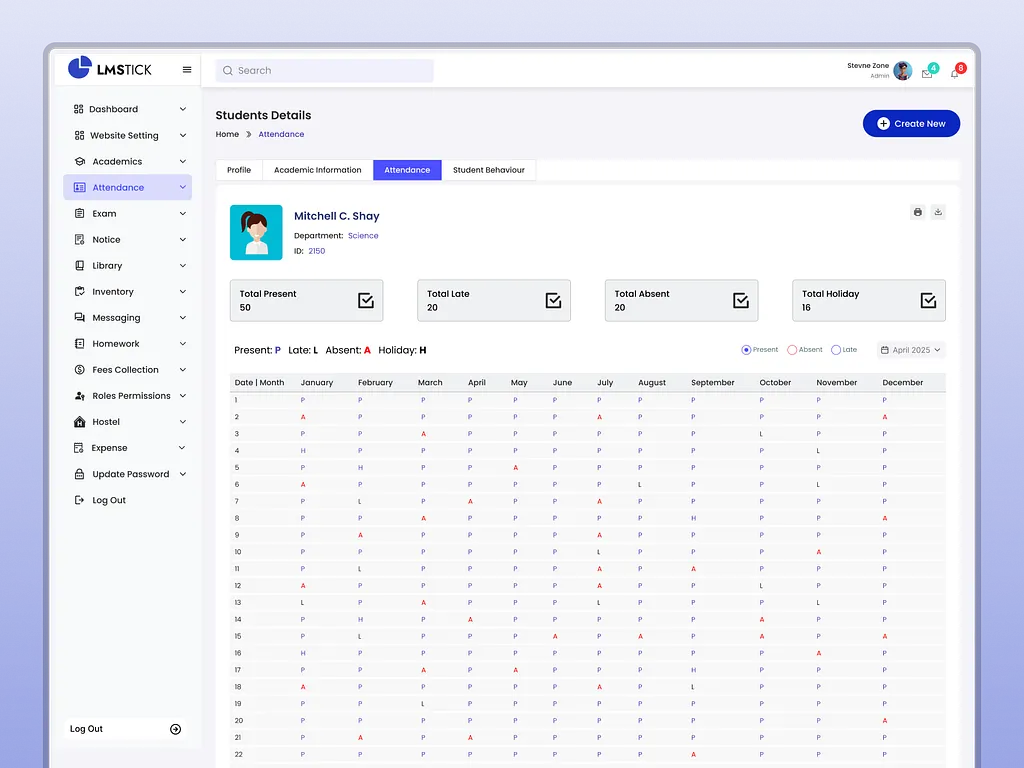 LMSTICK
Search
Stevne Zone
Admin
4
8
Dashboard
Website Setting
Academics
Attendance
Exam
Notice
Library
Inventory
Messaging
Homework
Fees Collection
Roles Permissions
Hostel
Expense
Update Password
Log Out
Log Out
Students Details
Home Attendance
Create New
Profile Academic Information Attendance Student Behaviour
Mitchell C. Shay
Department: Science
ID: 2150
Total Present
50
Total Late
20
Total Absent
20
Total Holiday
16
Present: P Late: L Absent: A Holiday: H
Present Absent Late April 2025
Date | Month January February March April May June July August September October November December
1 P P P P P P P P P P P P
2 A P P P P P A P P P P A
3 P P A P P P P P P L P P
4 H P P P P P P P P P L P
5 P H P P A P P P P P P P
6 A P P P P P P L P P L P
7 P L P A P P A P P P P P
8 P P A P P P P P H P P A
9 P A P P P P A P P P P P
10 P P P P P P L P P P A P
11 P L P P P P A P A P P P
12 A P P P P P A P P L P P
13 L P A P P P L P P P L P
14 P H P A P P P P P A P P
15 P L P P P A P A P A P A
16 H P P P P P P P P P A P
17 P P A P A P P P H P P P
18 A P P P P P A P L P P P
19 P P L P P P P P P P P P
20 P P P P P P P P P P P A
21 P A P A P P P P P P P P
22 P P P P P P P P A P P P